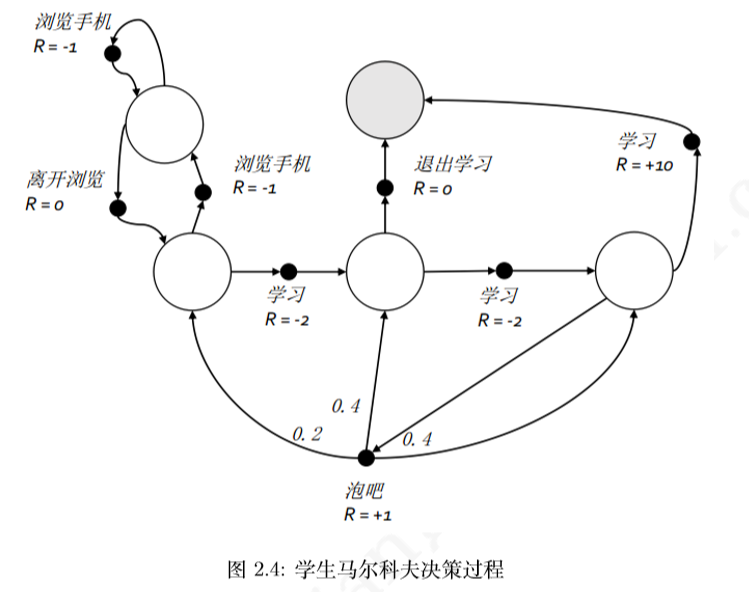 浏览手机
R = -1
离开浏览
R = 0
浏览手机
R = -1
退出学习
R = 0
学习
R = +10
学习
R = -2
学习
R = -2
0.2
0.4
0.4
泡吧
R = +1
图 2.4: 学生马尔科夫决策过程